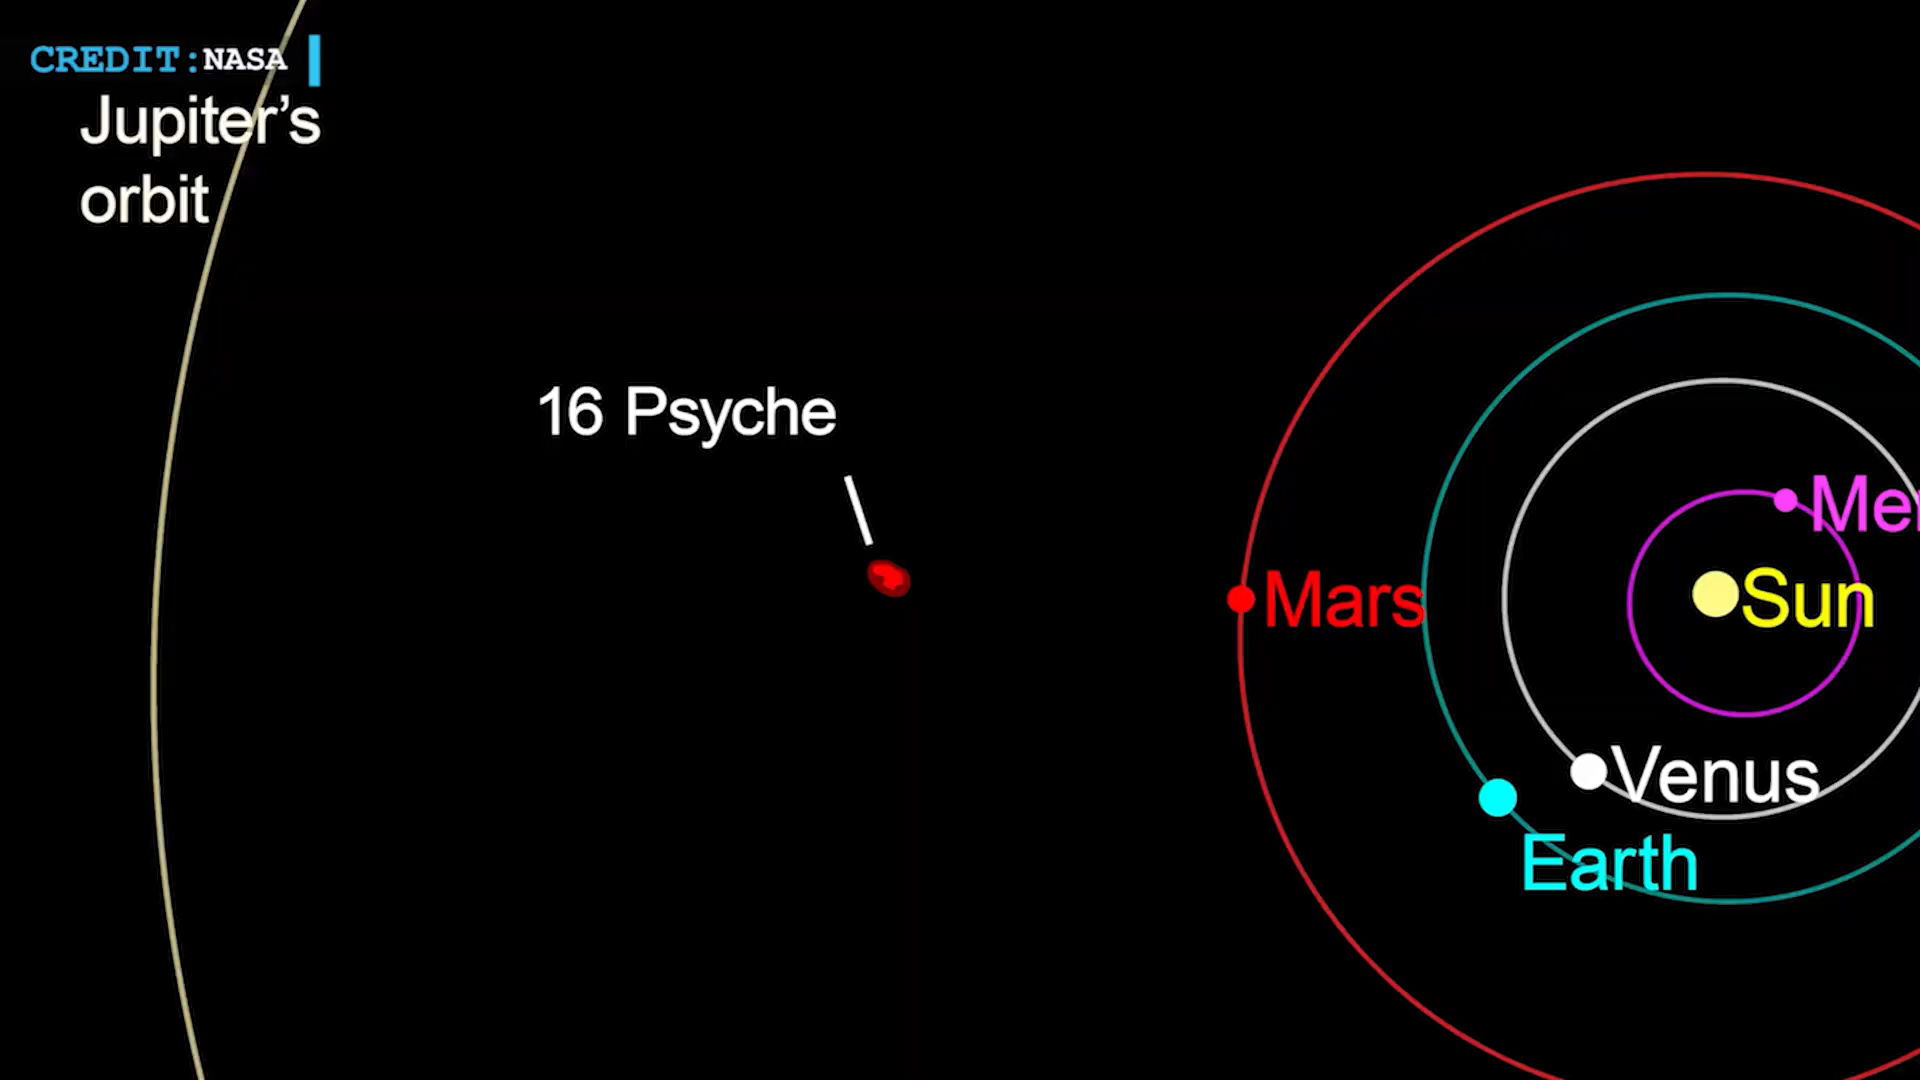 CREDIT:NASA
Jupiter’s
orbit
16 Psyche
Mars
Sun
Venus
Earth